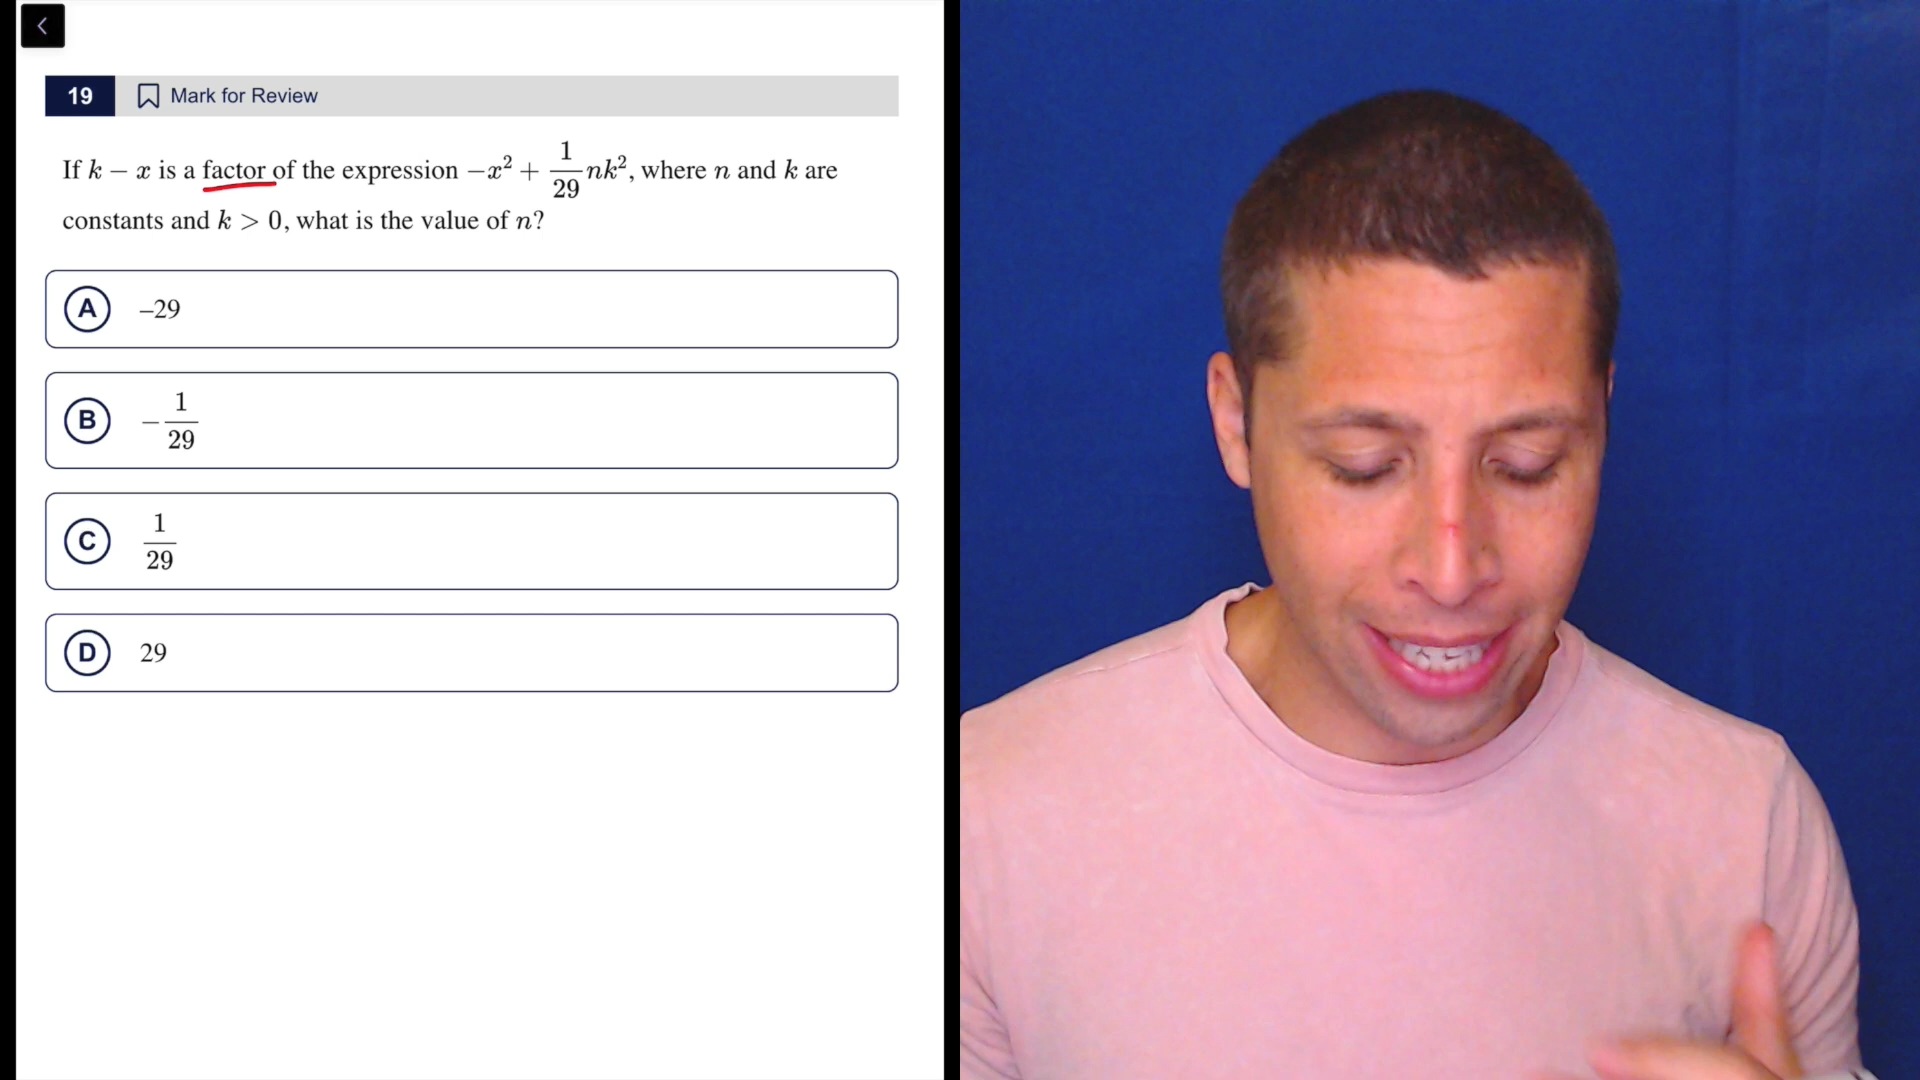 19 Mark for Review
If k − x is a factor of the expression −x² + 1/29 nk², where n and k are
constants and k > 0, what is the value of n?
A –29
B −1/29
C 1/29
D 29